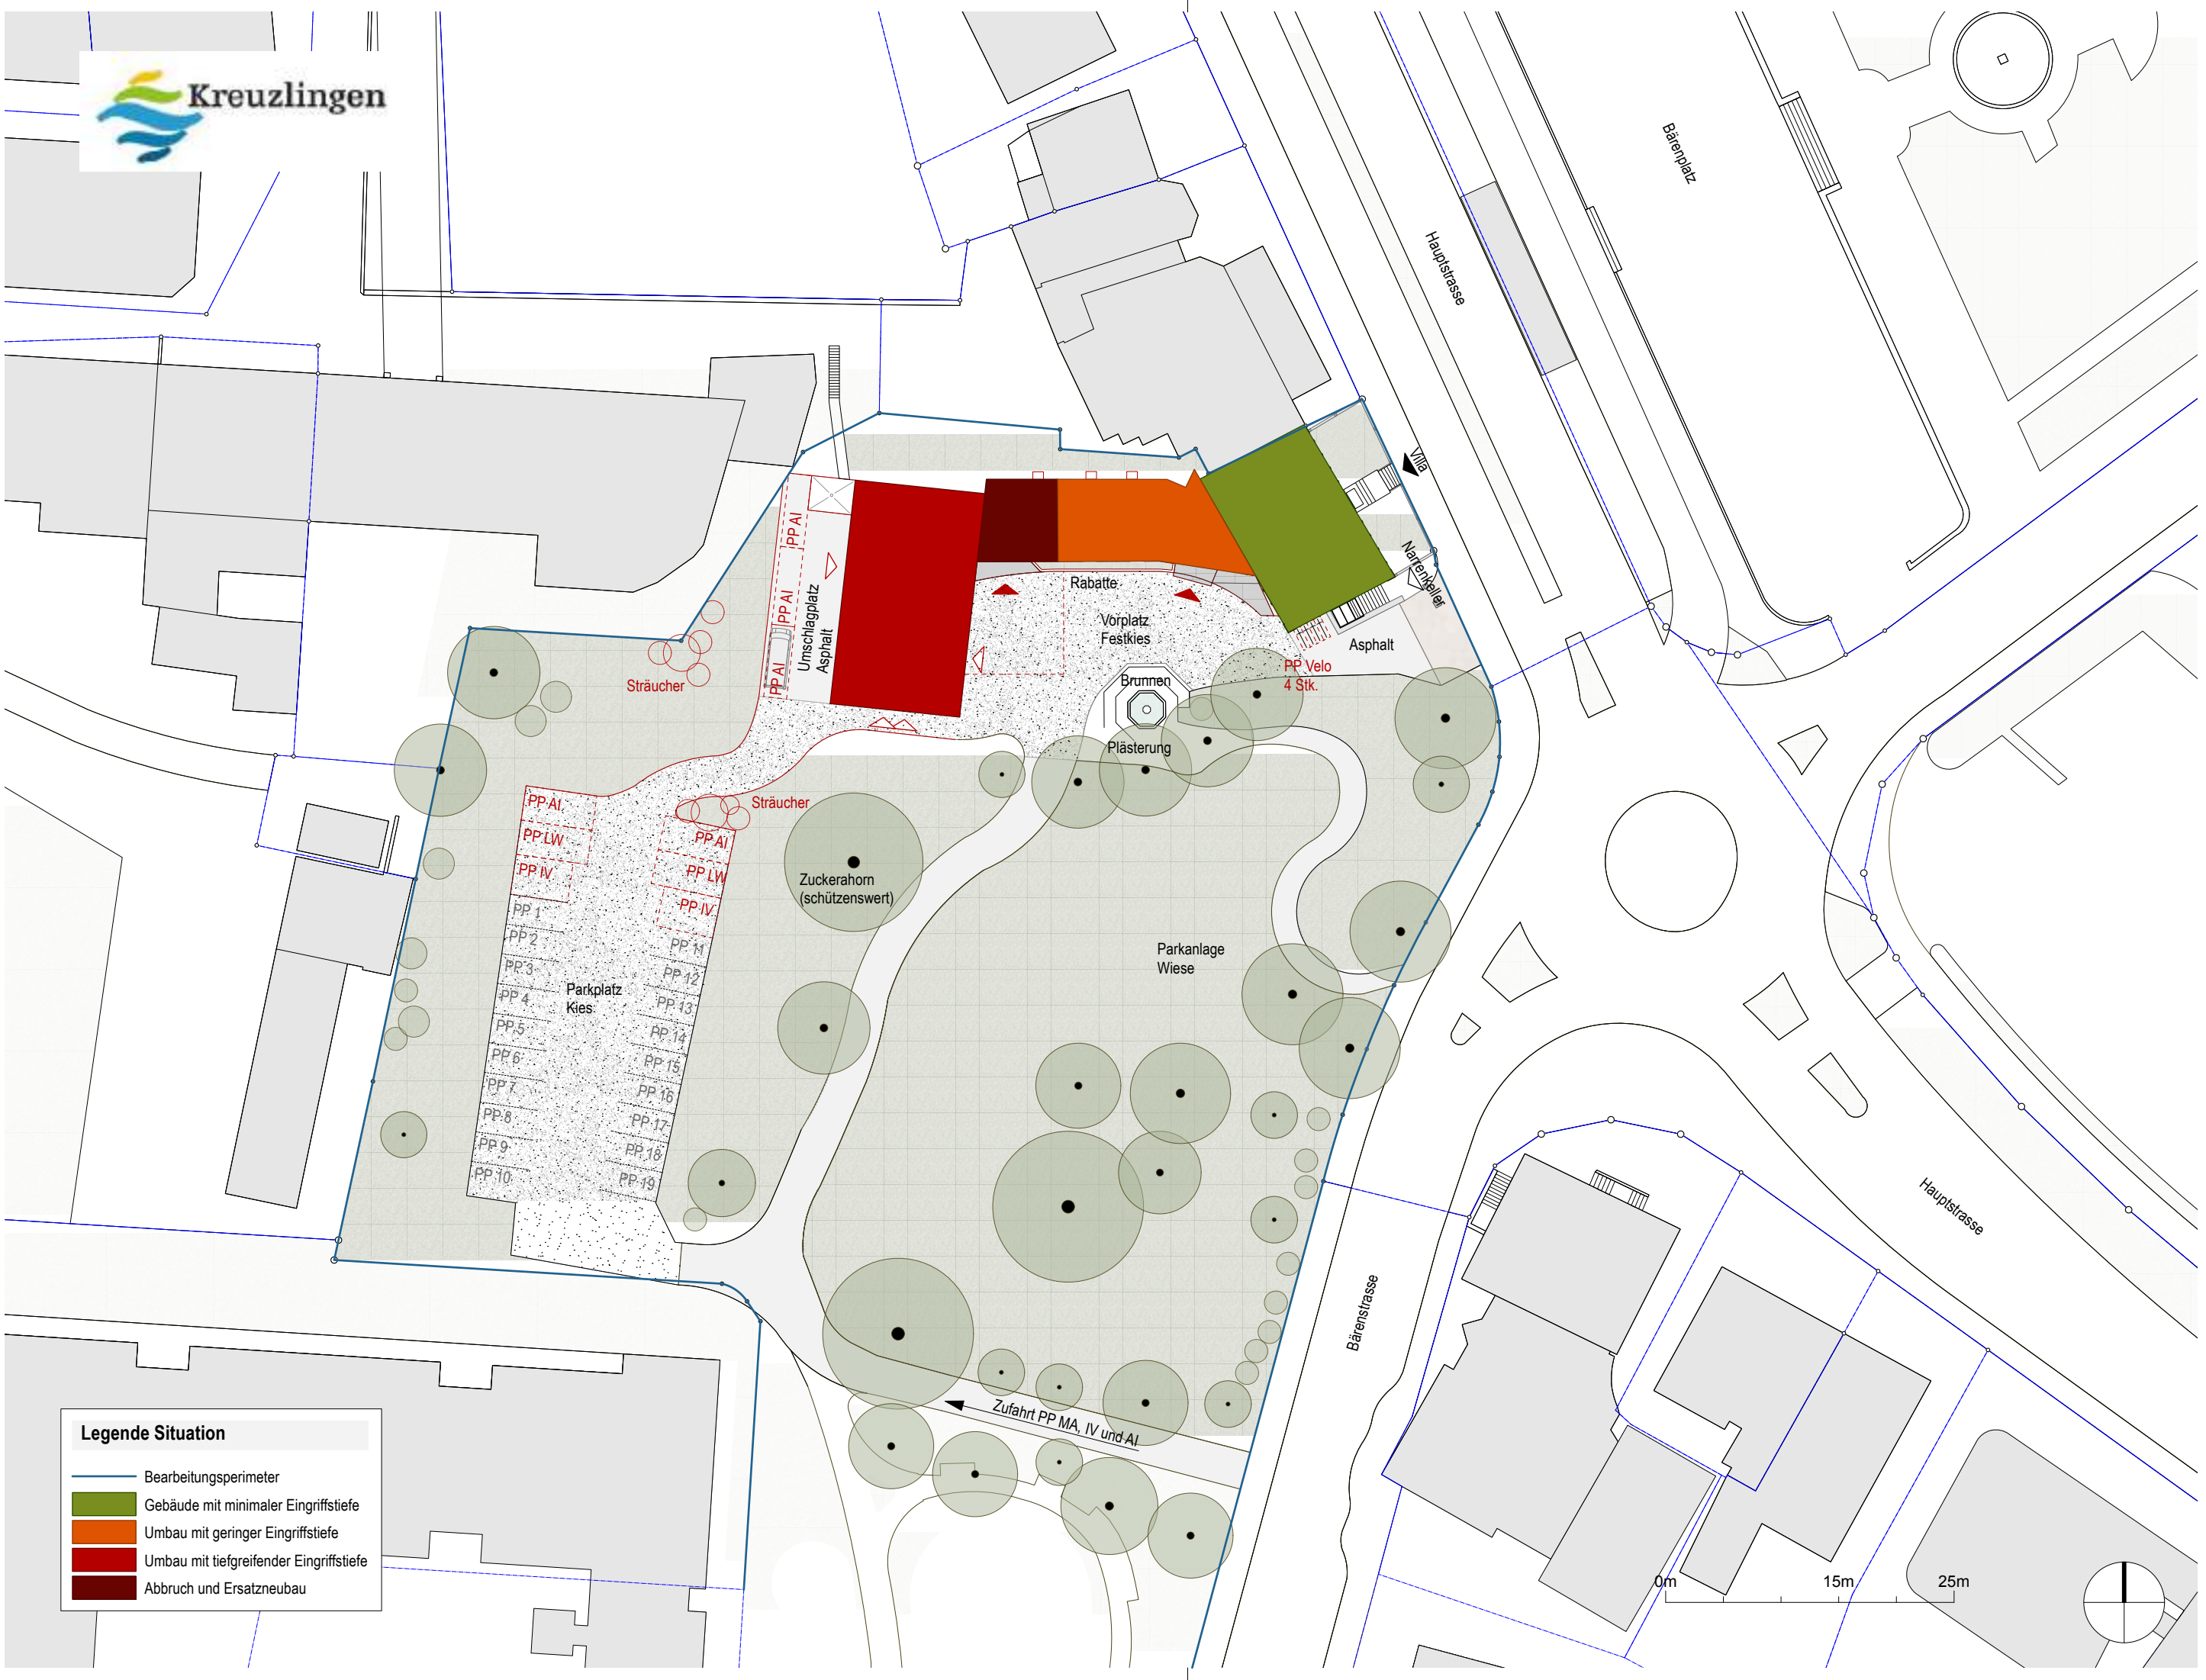 Kreuzlingen
Bärenplatz
Hauptstrasse
Villa
Narrenkeller
PP AI
PP AI
PP AI
Umschlagplatz
Asphalt
Rabatte
Vorplatz
Festkies
Asphalt
PP Velo
4 Stk.
Brunnen
Plästerung
Sträucher
Sträucher
PP AI
PP LW
PP IV
PP 1
PP 2
PP 3
PP 4
PP 5
PP 6
PP 7
PP 8
PP 9
PP 10
PP AI
PP LW
PP IV
PP 11
PP 12
PP 13
PP 14
PP 15
PP 16
PP 17
PP 18
PP 19
Parkplatz
Kies
Zuckerahorn
(schützenswert)
Parkanlage
Wiese
Hauptstrasse
Bärenstrasse
Zufahrt PP MA, IV und AI
Legende Situation
Bearbeitungsperimeter
Gebäude mit minimaler Eingriffstiefe
Umbau mit geringer Eingriffstiefe
Umbau mit tiefgreifender Eingriffstiefe
Abbruch und Ersatzneubau
0m 15m 25m